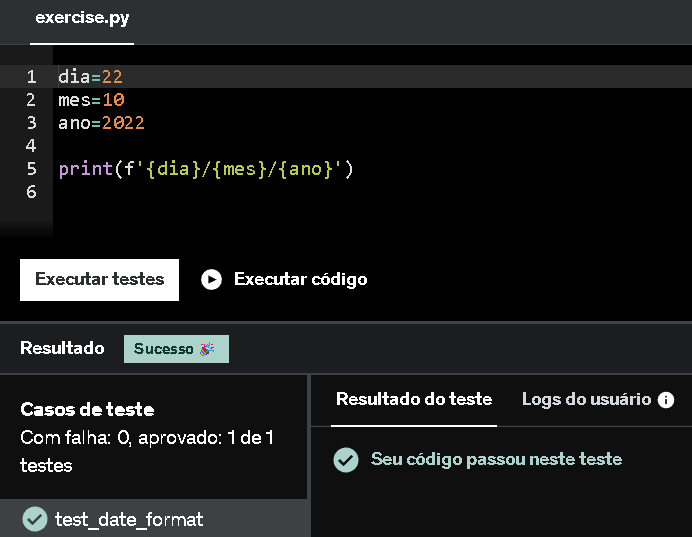 exercise.py
1 dia=22
2 mes=10
3 ano=2022
4
5 print(f'{dia}/{mes}/{ano}')
6
Executar testes Executar código
Resultado Sucesso 🎉
Casos de teste
Com falha: 0, aprovado: 1 de 1
testes
test_date_format
Resultado do teste Logs do usuário
Seu código passou neste teste